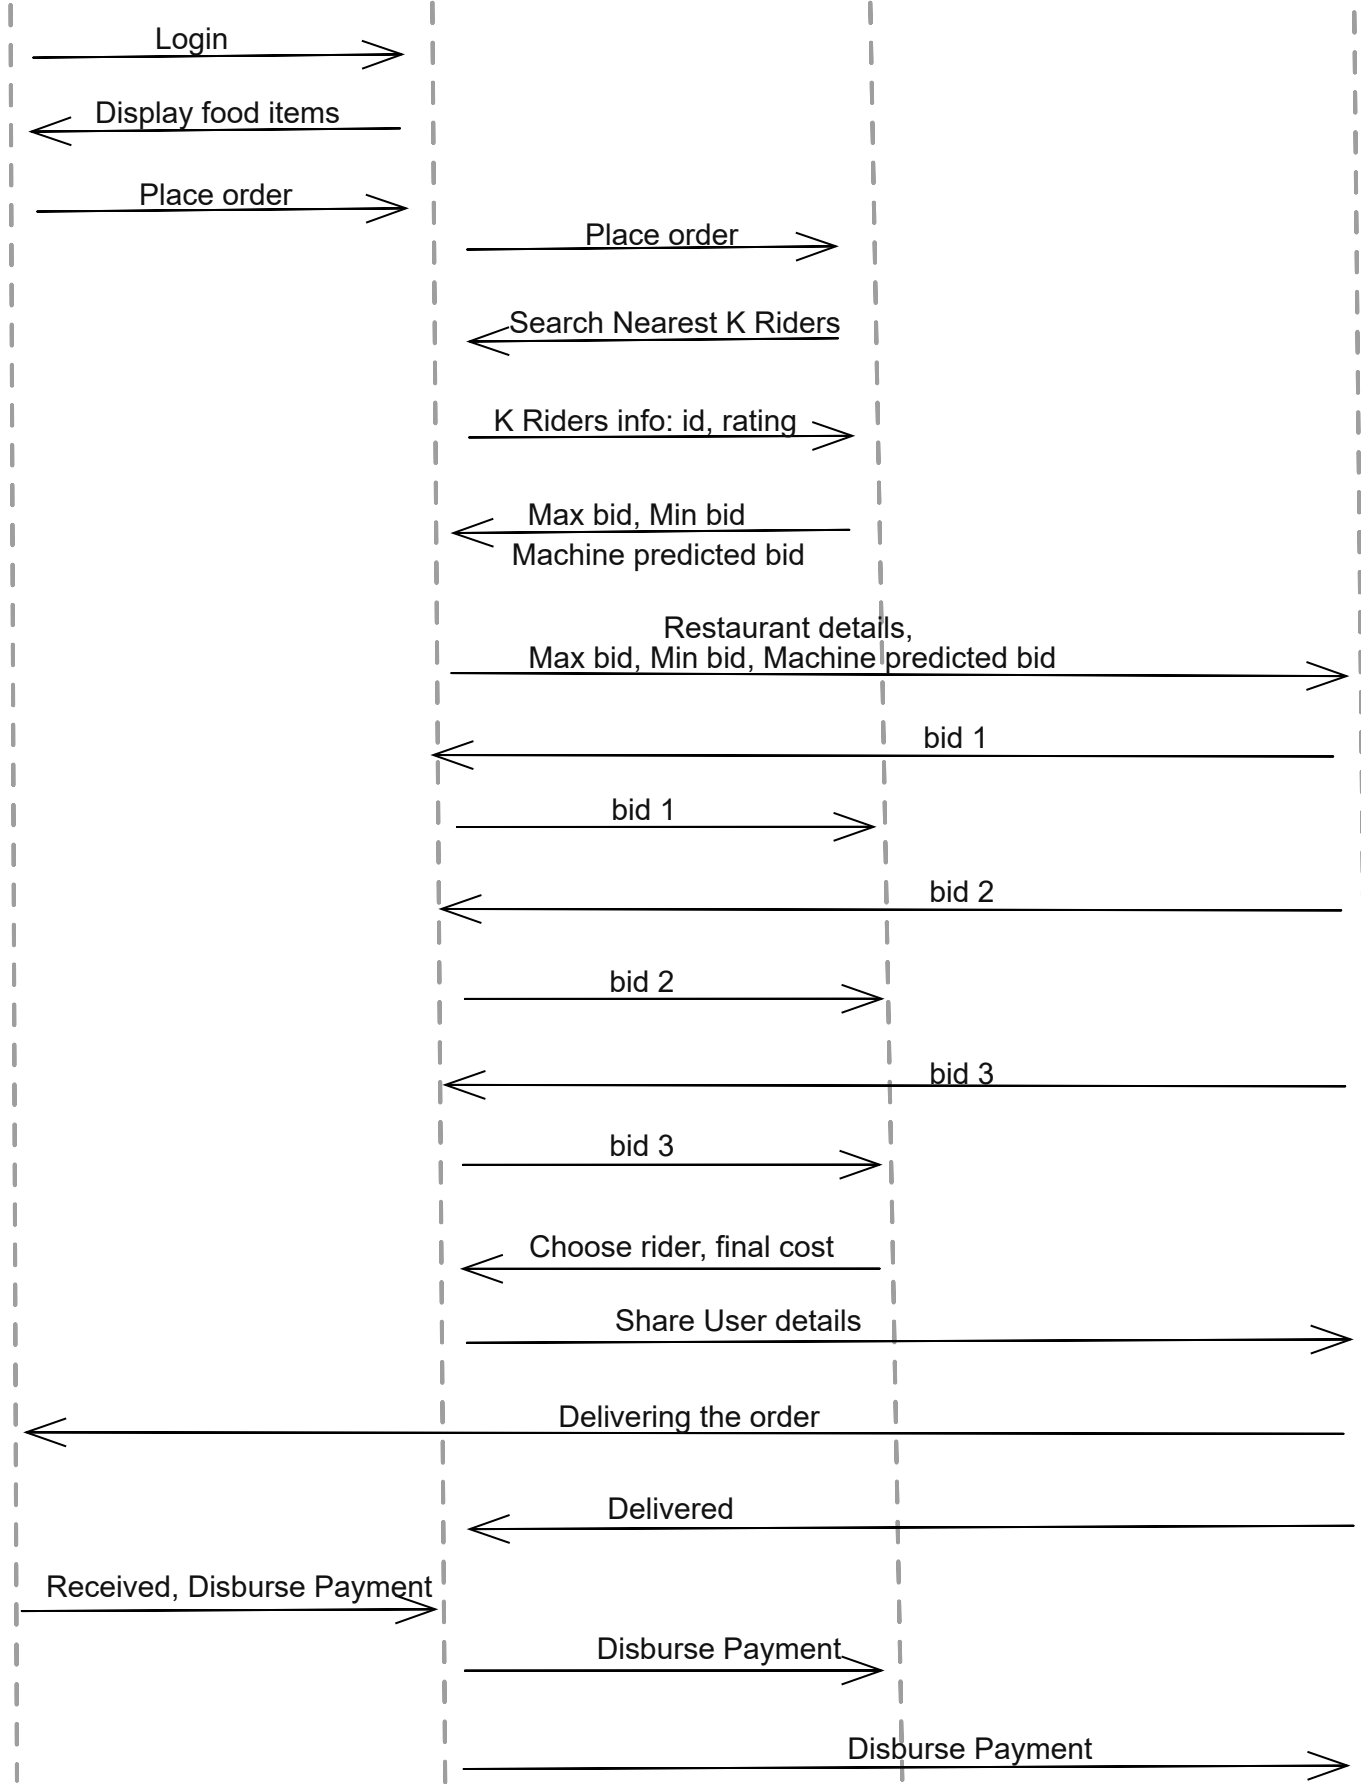 Login
Display food items
Place order
Place order
Search Nearest K Riders
K Riders info: id, rating
Max bid, Min bid
Machine predicted bid
Restaurant details,
Max bid, Min bid, Machine predicted bid
bid 1
bid 1
bid 2
bid 2
bid 3
bid 3
Choose rider, final cost
Share User details
Delivering the order
Delivered
Received, Disburse Payment
Disburse Payment
Disburse Payment